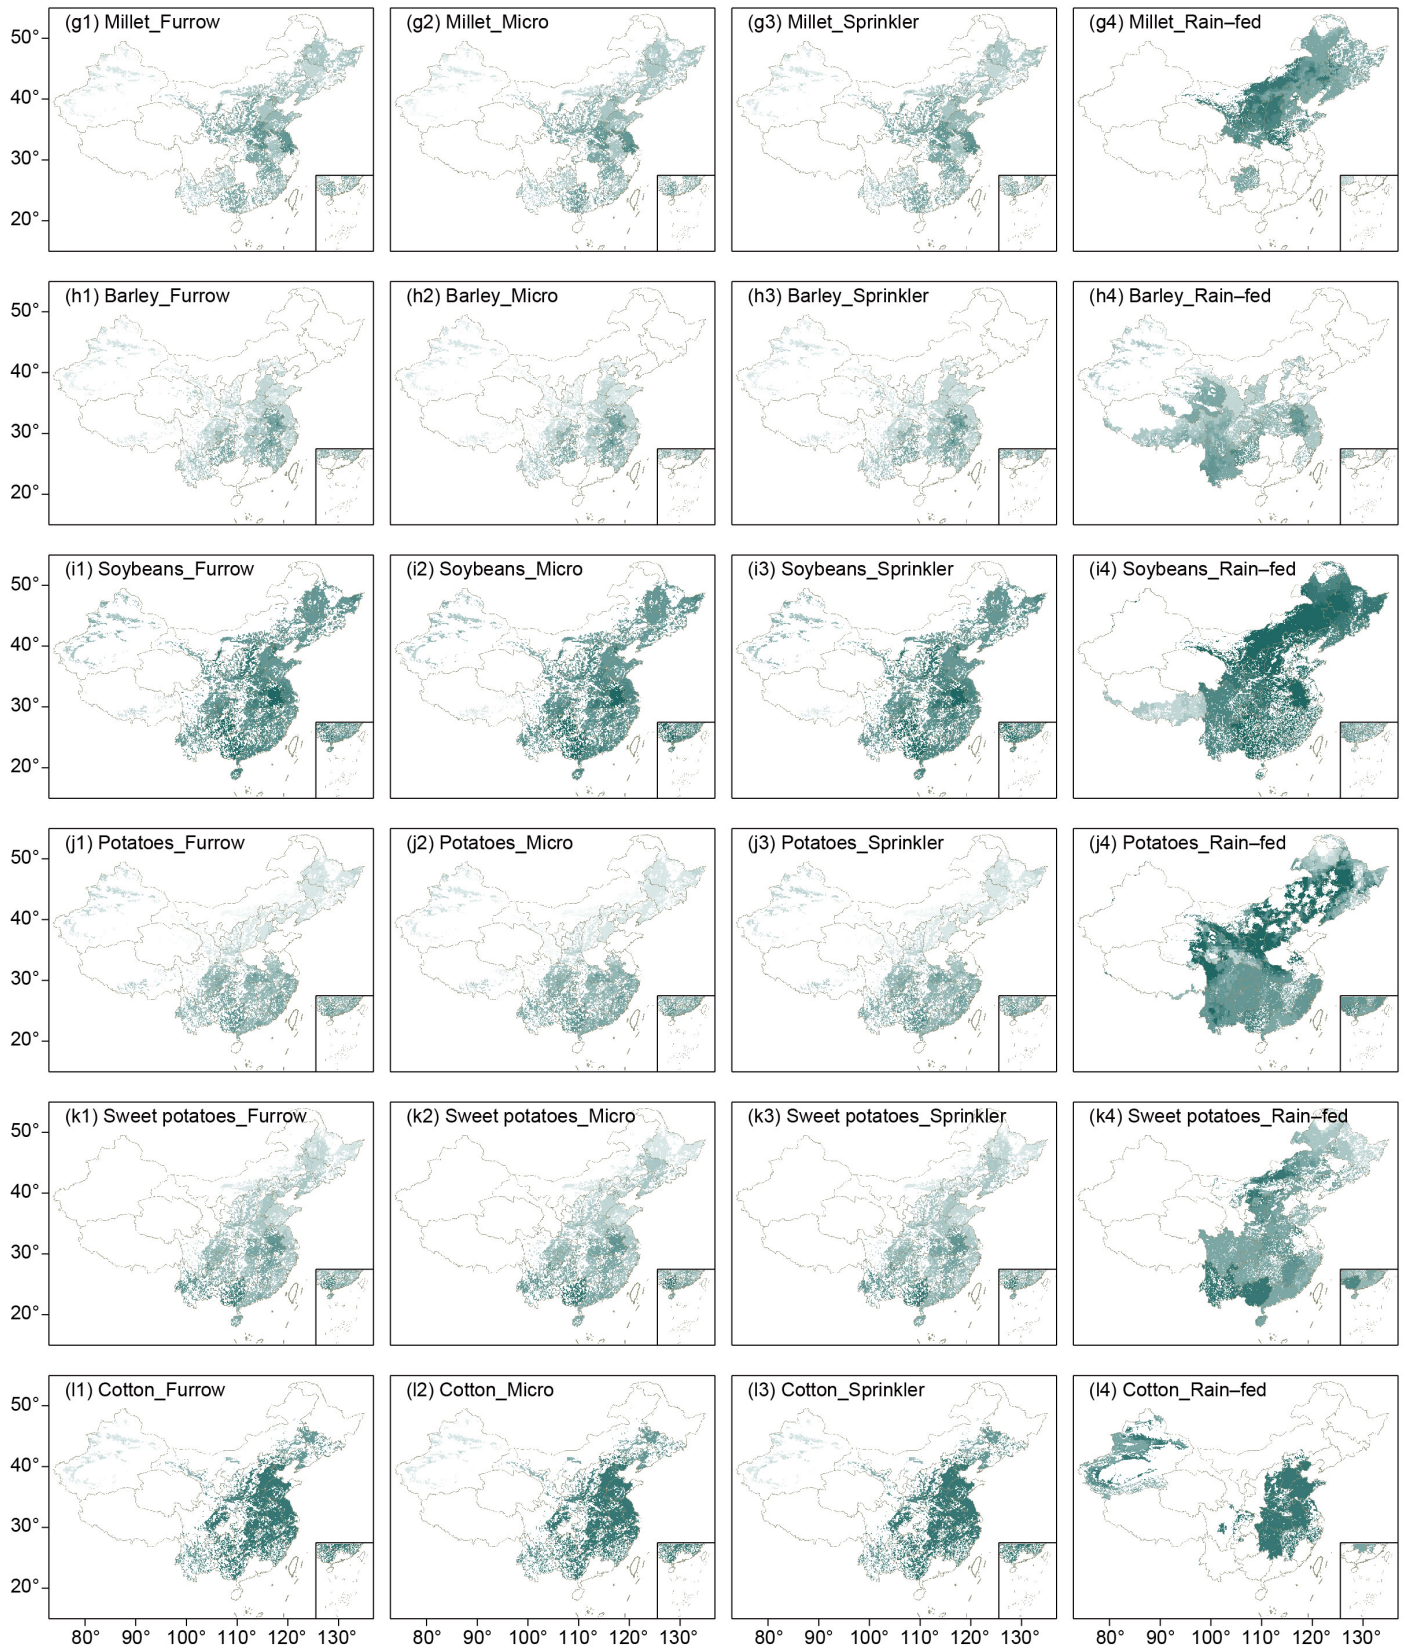 (g1) Millet_Furrow
(g2) Millet_Micro
(g3) Millet_Sprinkler
(g4) Millet_Rain–fed
50°
40°
30°
20°
(h1) Barley_Furrow
(h2) Barley_Micro
(h3) Barley_Sprinkler
(h4) Barley_Rain–fed
50°
40°
30°
20°
(i1) Soybeans_Furrow
(i2) Soybeans_Micro
(i3) Soybeans_Sprinkler
(i4) Soybeans_Rain–fed
50°
40°
30°
20°
(j1) Potatoes_Furrow
(j2) Potatoes_Micro
(j3) Potatoes_Sprinkler
(j4) Potatoes_Rain–fed
50°
40°
30°
20°
(k1) Sweet potatoes_Furrow
(k2) Sweet potatoes_Micro
(k3) Sweet potatoes_Sprinkler
(k4) Sweet potatoes_Rain–fed
50°
40°
30°
20°
(l1) Cotton_Furrow
(l2) Cotton_Micro
(l3) Cotton_Sprinkler
(l4) Cotton_Rain–fed
50°
40°
30°
20°
80° 90° 100° 110° 120° 130°
80° 90° 100° 110° 120° 130°
80° 90° 100° 110° 120° 130°
80° 90° 100° 110° 120° 130°